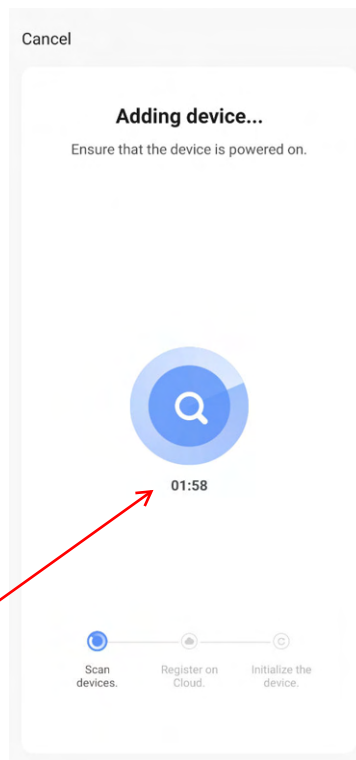 Cancel
Adding device...
Ensure that the device is powered on.
01:58
Scan devices.
Register on Cloud.
Initialize the device.